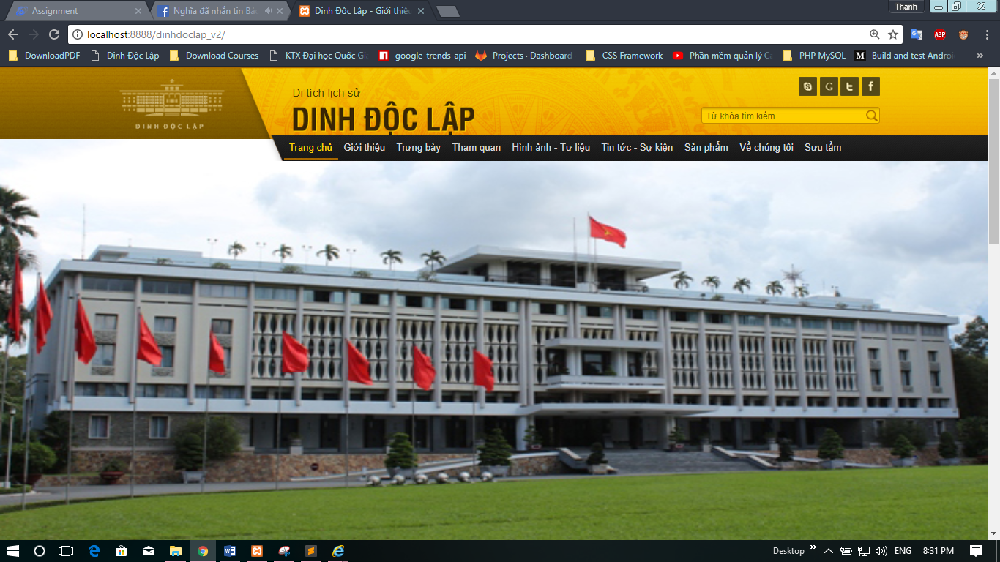 Assignment
Nghĩa đã nhắn tin Bả
Dinh Độc Lập - Giới thiệu
Thanh
localhost:8888/dinhdoclap_v2/
ABP
DownloadPDF
Dinh Độc Lập
Download Courses
KTX Đại học Quốc Gi
google-trends-api
Projects · Dashboard
CSS Framework
Phần mềm quản lý Ca
PHP MySQL
Build and test Androi
DINH ĐỘC LẬP
Di tích lịch sử
DINH ĐỘC LẬP
Từ khóa tìm kiếm
Trang chủ Giới thiệu Trưng bày Tham quan Hình ảnh - Tư liệu Tin tức - Sự kiện Sản phẩm Về chúng tôi Sưu tầm
Desktop
ENG
8:31 PM